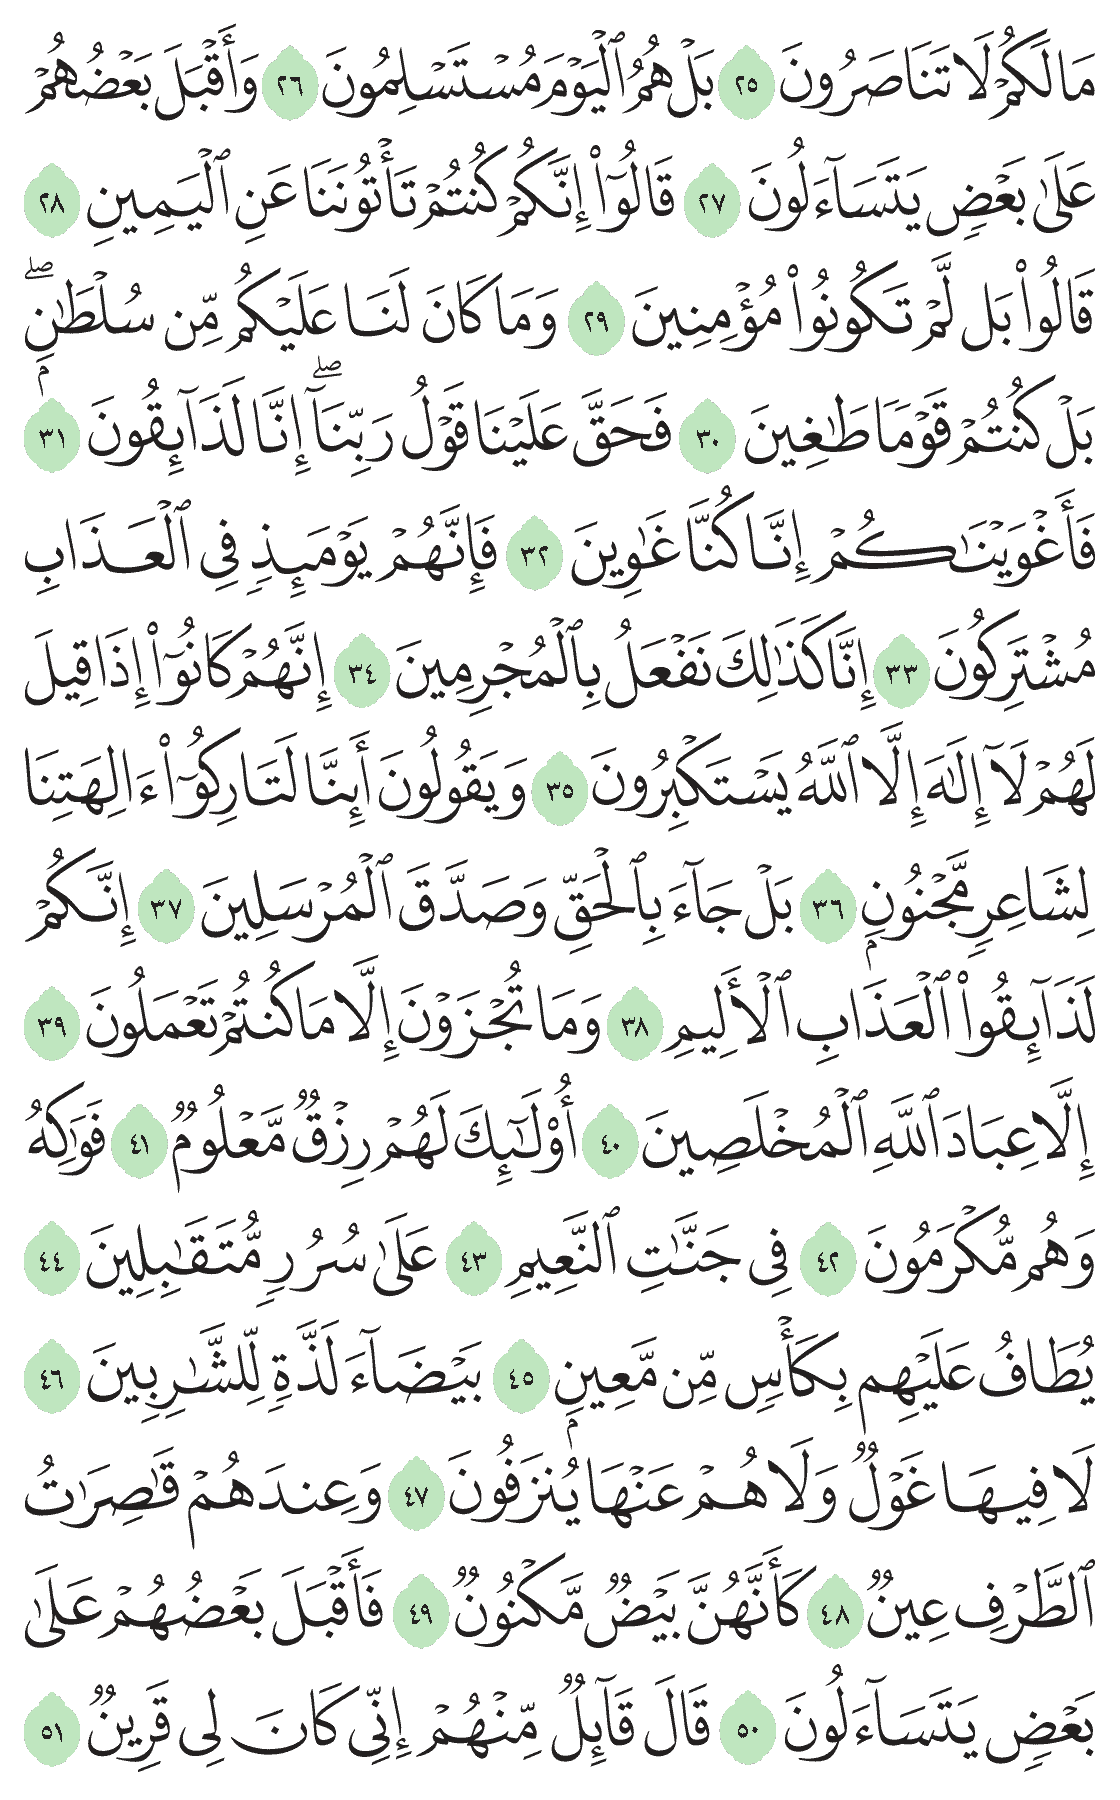 مَا لَكُمْ لَا تَنَاصَرُونَ ٢٥ بَلْ هُمُ ٱلْيَوْمَ مُسْتَسْلِمُونَ ٢٦ وَأَقْبَلَ بَعْضُهُمْ
عَلَىٰ بَعْضٍ يَتَسَآءَلُونَ ٢٧ قَالُوٓا۟ إِنَّكُمْ كُنتُمْ تَأْتُونَنَا عَنِ ٱلْيَمِينِ ٢٨
قَالُوا۟ بَل لَّمْ تَكُونُوا۟ مُؤْمِنِينَ ٢٩ وَمَا كَانَ لَنَا عَلَيْكُم مِّن سُلْطَٰنٍۭ ۖ
بَلْ كُنتُمْ قَوْمًا طَٰغِينَ ٣٠ فَحَقَّ عَلَيْنَا قَوْلُ رَبِّنَآ ۖ إِنَّا لَذَآئِقُونَ ٣١
فَأَغْوَيْنَٰكُمْ إِنَّا كُنَّا غَٰوِينَ ٣٢ فَإِنَّهُمْ يَوْمَئِذٍ فِى ٱلْعَذَابِ
مُشْتَرِكُونَ ٣٣ إِنَّا كَذَٰلِكَ نَفْعَلُ بِٱلْمُجْرِمِينَ ٣٤ إِنَّهُمْ كَانُوٓا۟ إِذَا قِيلَ
لَهُمْ لَآ إِلَٰهَ إِلَّا ٱللَّهُ يَسْتَكْبِرُونَ ٣٥ وَيَقُولُونَ أَئِنَّا لَتَارِكُوٓا۟ ءَالِهَتِنَا
لِشَاعِرٍ مَّجْنُونٍۭ ٣٦ بَلْ جَآءَ بِٱلْحَقِّ وَصَدَّقَ ٱلْمُرْسَلِينَ ٣٧ إِنَّكُمْ
لَذَآئِقُوا۟ ٱلْعَذَابِ ٱلْأَلِيمِ ٣٨ وَمَا تُجْزَوْنَ إِلَّا مَا كُنتُمْ تَعْمَلُونَ ٣٩
إِلَّا عِبَادَ ٱللَّهِ ٱلْمُخْلَصِينَ ٤٠ أُو۟لَٰٓئِكَ لَهُمْ رِزْقٌ مَّعْلُومٌ ٤١ فَوَٰكِهُ
وَهُم مُّكْرَمُونَ ٤٢ فِى جَنَّٰتِ ٱلنَّعِيمِ ٤٣ عَلَىٰ سُرُرٍ مُّتَقَٰبِلِينَ ٤٤
يُطَافُ عَلَيْهِم بِكَأْسٍ مِّن مَّعِينٍۭ ٤٥ بَيْضَآءَ لَذَّةٍ لِّلشَّٰرِبِينَ ٤٦
لَا فِيهَا غَوْلٌ وَلَا هُمْ عَنْهَا يُنزَفُونَ ٤٧ وَعِندَهُمْ قَٰصِرَٰتُ
ٱلطَّرْفِ عِينٌ ٤٨ كَأَنَّهُنَّ بَيْضٌ مَّكْنُونٌ ٤٩ فَأَقْبَلَ بَعْضُهُمْ عَلَىٰ
بَعْضٍ يَتَسَآءَلُونَ ٥٠ قَالَ قَآئِلٌ مِّنْهُمْ إِنِّى كَانَ لِى قَرِينٌ ٥١